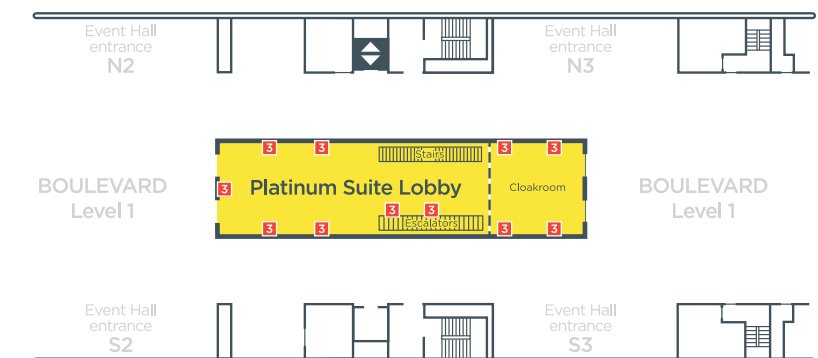 Event Hall
entrance
N2
Event Hall
entrance
N3
3
3
3
3
Stairs
BOULEVARD
Level 1
3
Platinum Suite Lobby
Cloakroom
BOULEVARD
Level 1
3
3
Escalators
3
3
3
3
Event Hall
entrance
S2
Event Hall
entrance
S3